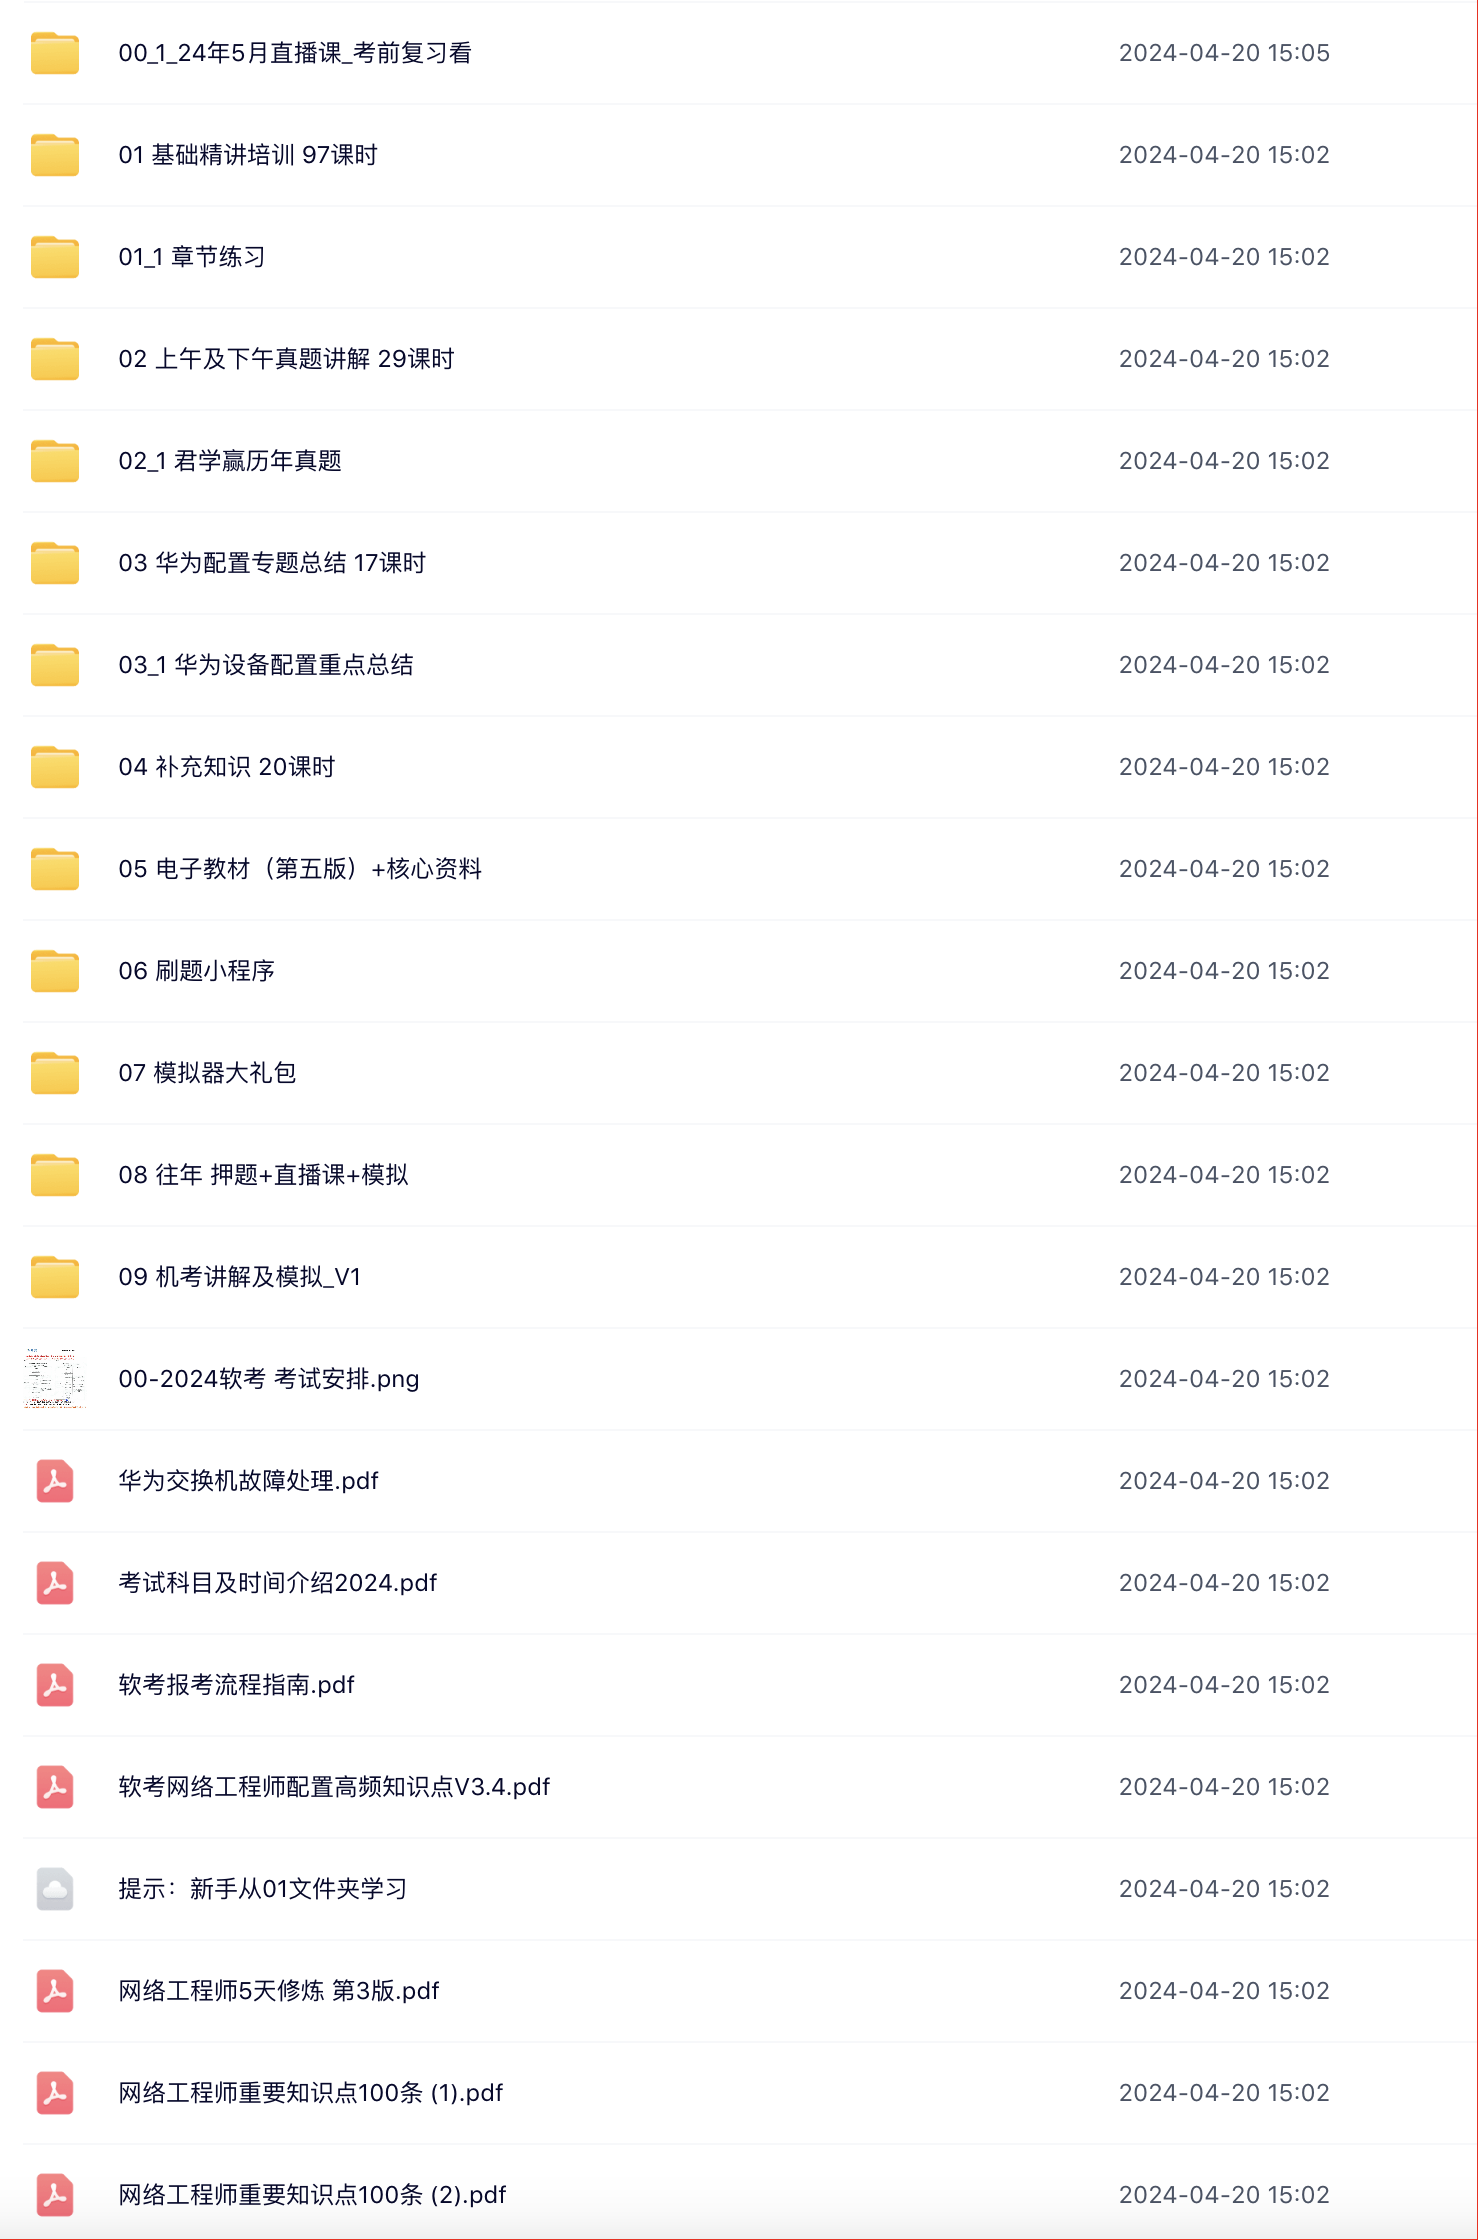 00_1_24年5月直播课_考前复习看 2024-04-20 15:05
01 基础精讲培训 97课时 2024-04-20 15:02
01_1 章节练习 2024-04-20 15:02
02 上午及下午真题讲解 29课时 2024-04-20 15:02
02_1 君学赢历年真题 2024-04-20 15:02
03 华为配置专题总结 17课时 2024-04-20 15:02
03_1 华为设备配置重点总结 2024-04-20 15:02
04 补充知识 20课时 2024-04-20 15:02
05 电子教材（第五版）+核心资料 2024-04-20 15:02
06 刷题小程序 2024-04-20 15:02
07 模拟器大礼包 2024-04-20 15:02
08 往年 押题+直播课+模拟 2024-04-20 15:02
09 机考讲解及模拟_V1 2024-04-20 15:02
00-2024软考 考试安排.png 2024-04-20 15:02
华为交换机故障处理.pdf 2024-04-20 15:02
考试科目及时间介绍2024.pdf 2024-04-20 15:02
软考报考流程指南.pdf 2024-04-20 15:02
软考网络工程师配置高频知识点V3.4.pdf 2024-04-20 15:02
提示：新手从01文件夹学习 2024-04-20 15:02
网络工程师5天修炼 第3版.pdf 2024-04-20 15:02
网络工程师重要知识点100条 (1).pdf 2024-04-20 15:02
网络工程师重要知识点100条 (2).pdf 2024-04-20 15:02